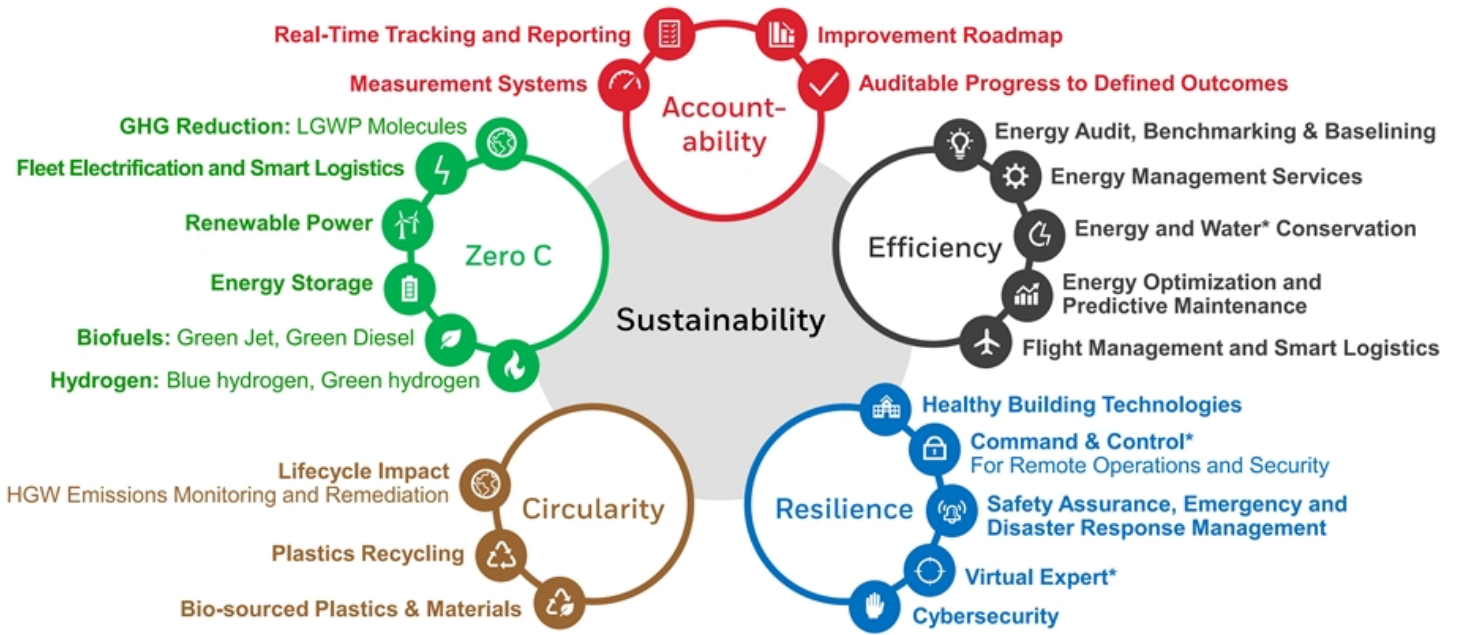 Real-Time Tracking and Reporting
Measurement Systems
Improvement Roadmap
Auditable Progress to Defined Outcomes
Account-
ability
GHG Reduction: LGWP Molecules
Fleet Electrification and Smart Logistics
Renewable Power
Energy Storage
Biofuels: Green Jet, Green Diesel
Hydrogen: Blue hydrogen, Green hydrogen
Zero C
Sustainability
Efficiency
Energy Audit, Benchmarking & Baselining
Energy Management Services
Energy and Water* Conservation
Energy Optimization and
Predictive Maintenance
Flight Management and Smart Logistics
Lifecycle Impact
HGW Emissions Monitoring and Remediation
Plastics Recycling
Bio-sourced Plastics & Materials
Circularity
Resilience
Healthy Building Technologies
Command & Control*
For Remote Operations and Security
Safety Assurance, Emergency and
Disaster Response Management
Virtual Expert*
Cybersecurity